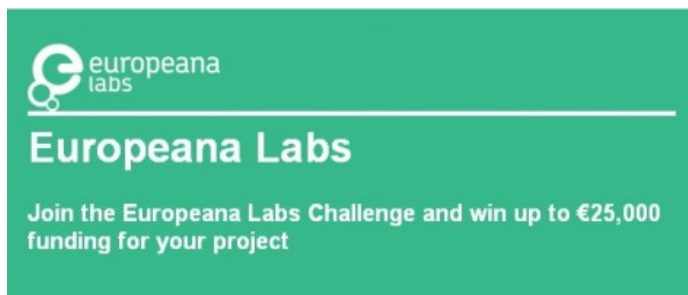 europeana
labs
Europeana Labs
Join the Europeana Labs Challenge and win up to €25,000
funding for your project